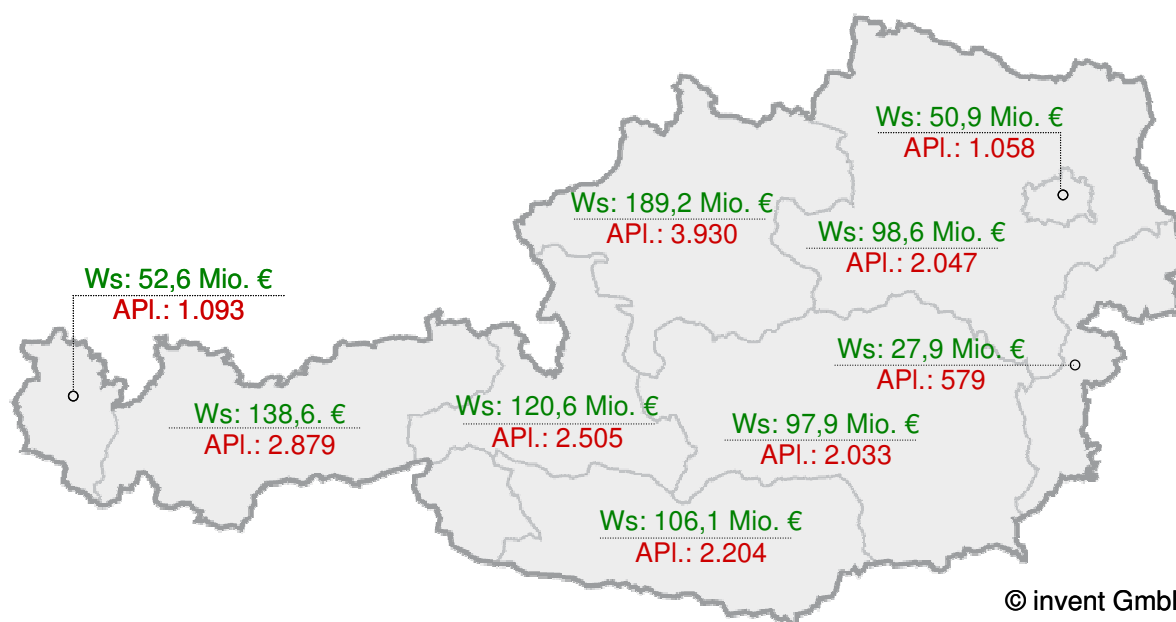 Ws: 50,9 Mio. €
APl.: 1.058
Ws: 189,2 Mio. €
APl.: 3.930
Ws: 98,6 Mio. €
APl.: 2.047
Ws: 52,6 Mio. €
APl.: 1.093
Ws: 27,9 Mio. €
APl.: 579
Ws: 138,6. €
APl.: 2.879
Ws: 120,6 Mio. €
APl.: 2.505
Ws: 97,9 Mio. €
APl.: 2.033
Ws: 106,1 Mio. €
APl.: 2.204
© invent Gmb